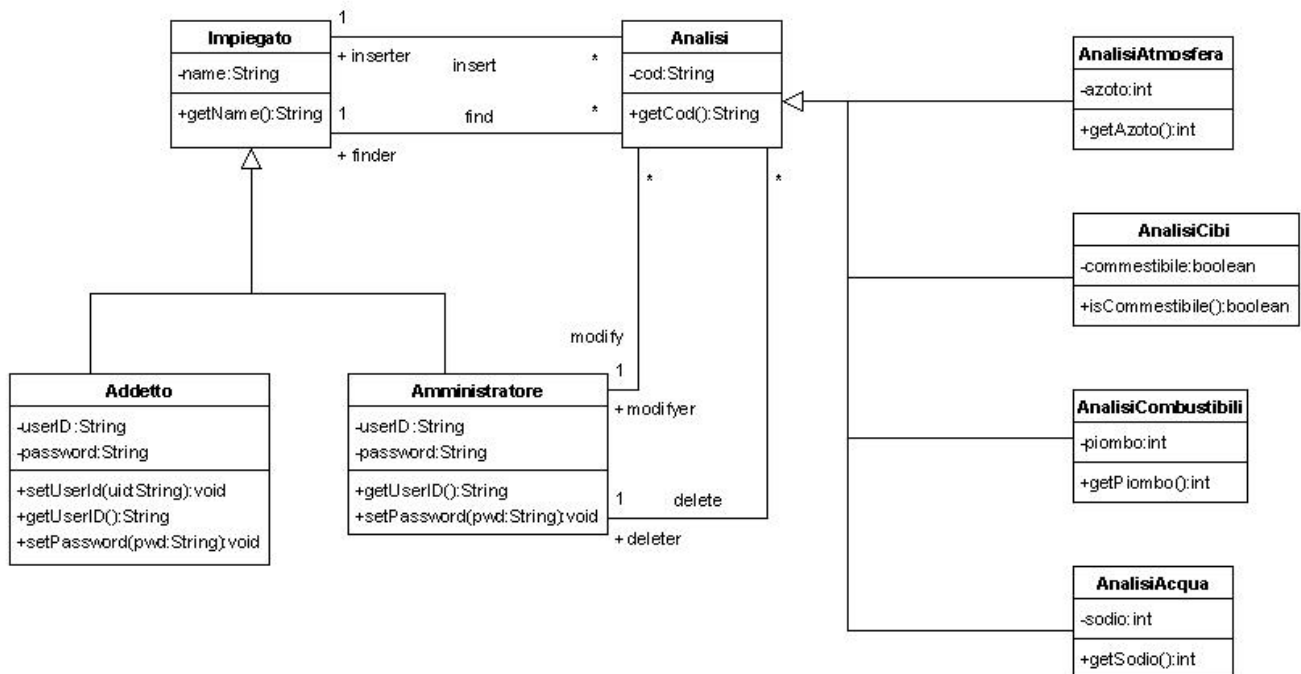 Impiegato
-name:String
+getName():String
1
+ inserter
insert
*
1
find
*
+ finder
Analisi
-cod:String
+getCod():String
*
*
AnalisiAtmosfera
-azoto:int
+getAzoto():int
AnalisiCibi
-commestibile:boolean
+isCommestibile():boolean
modify
1
+ modifyer
Addetto
-userID:String
-password:String
+setUserId(uid:String):void
+getUserID():String
+setPassword(pwd:String):void
Amministratore
-userID:String
-password:String
+getUserID():String
+setPassword(pwd:String):void
1
delete
+ deleter
AnalisiCombustibili
-piombo:int
+getPiombo():int
AnalisiAcqua
-sodio:int
+getSodio():int